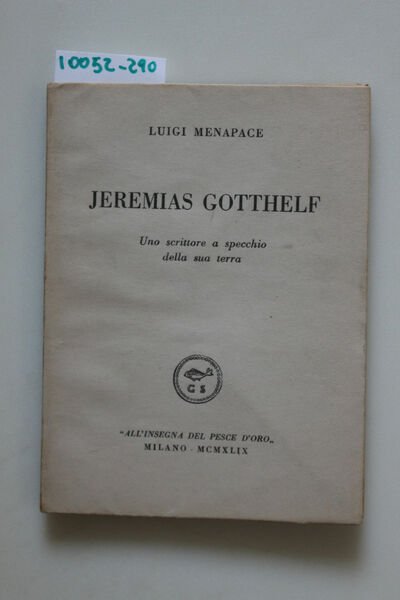 10052-290
LUIGI MENAPACE
JEREMIAS GOTTHELF
Uno scrittore a specchio
della sua terra
G S
"ALL'INSEGNA DEL PESCE D'ORO„
MILANO - MCMXLIX